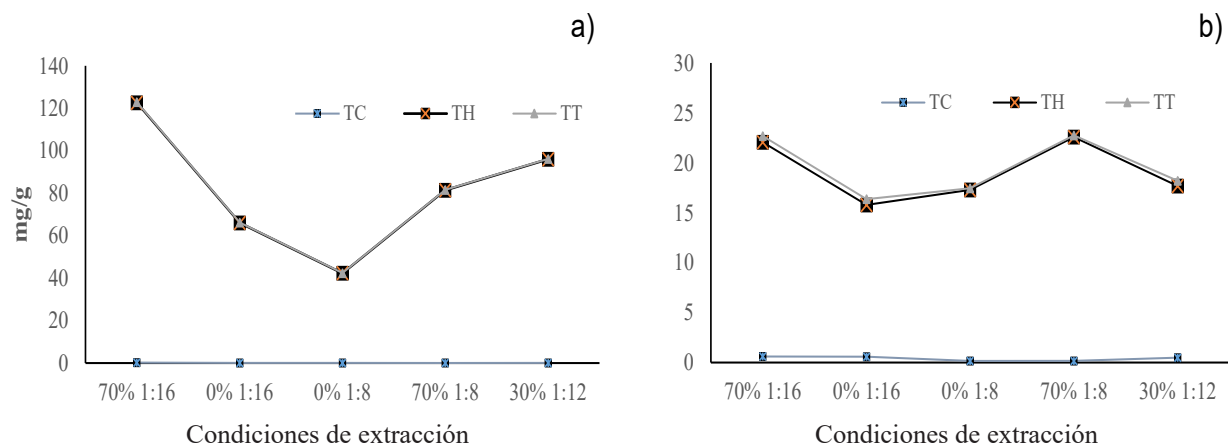 a)
140
120
100
80
60
40
20
0
mg/g
TC TH TT
70% 1:16 0% 1:16 0% 1:8 70% 1:8 30% 1:12
Condiciones de extracción
b)
30
25
20
15
10
5
0
TC TH TT
70% 1:16 0% 1:16 0% 1:8 70% 1:8 30% 1:12
Condiciones de extracción